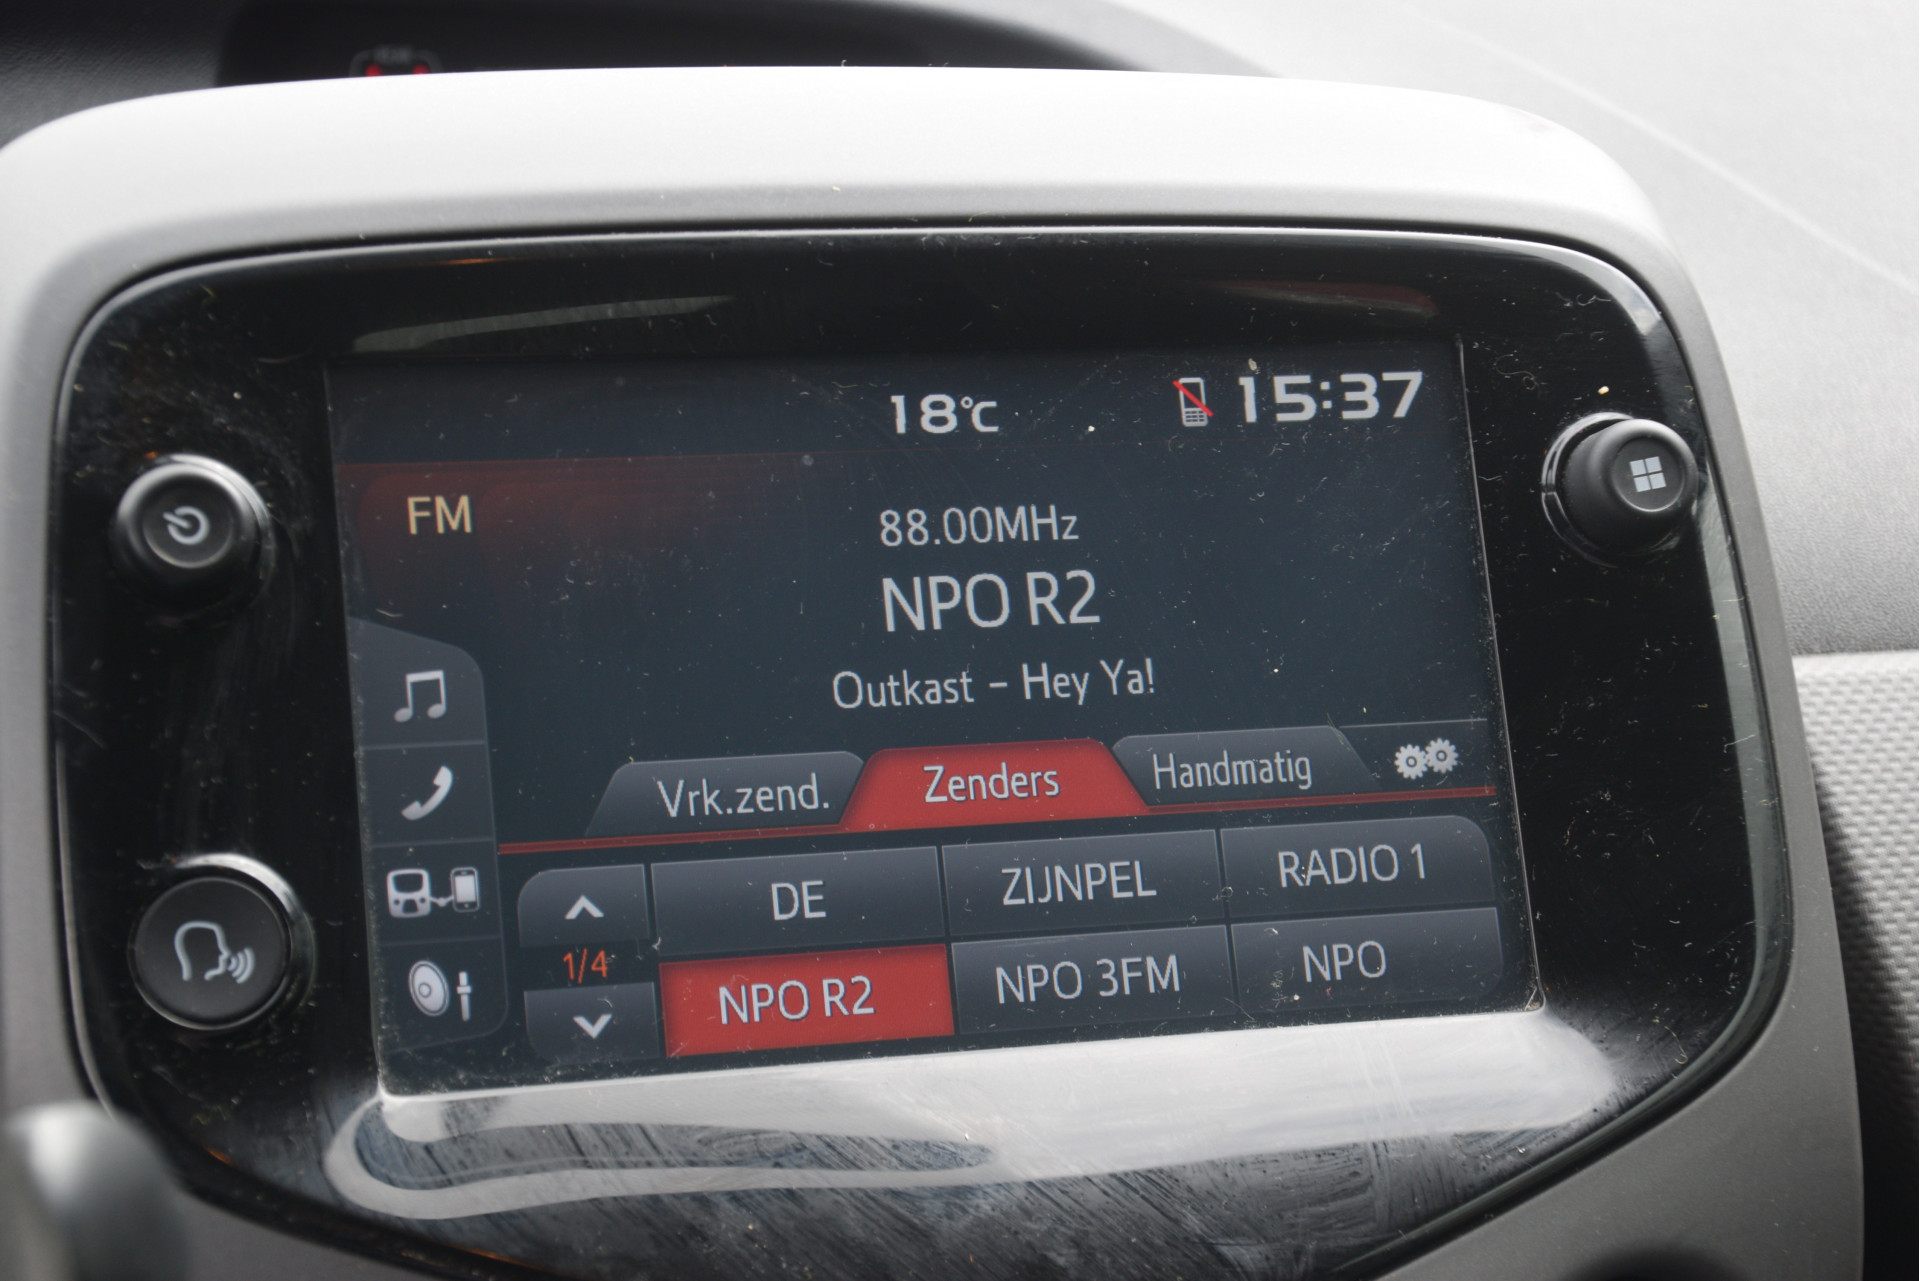 18°C 15:37
FM
88.00MHz
NPO R2
Outkast - Hey Ya!
Vrk.zend. Zenders Handmatig
DE ZIJNPEL RADIO 1
1/4
NPO R2 NPO 3FM NPO